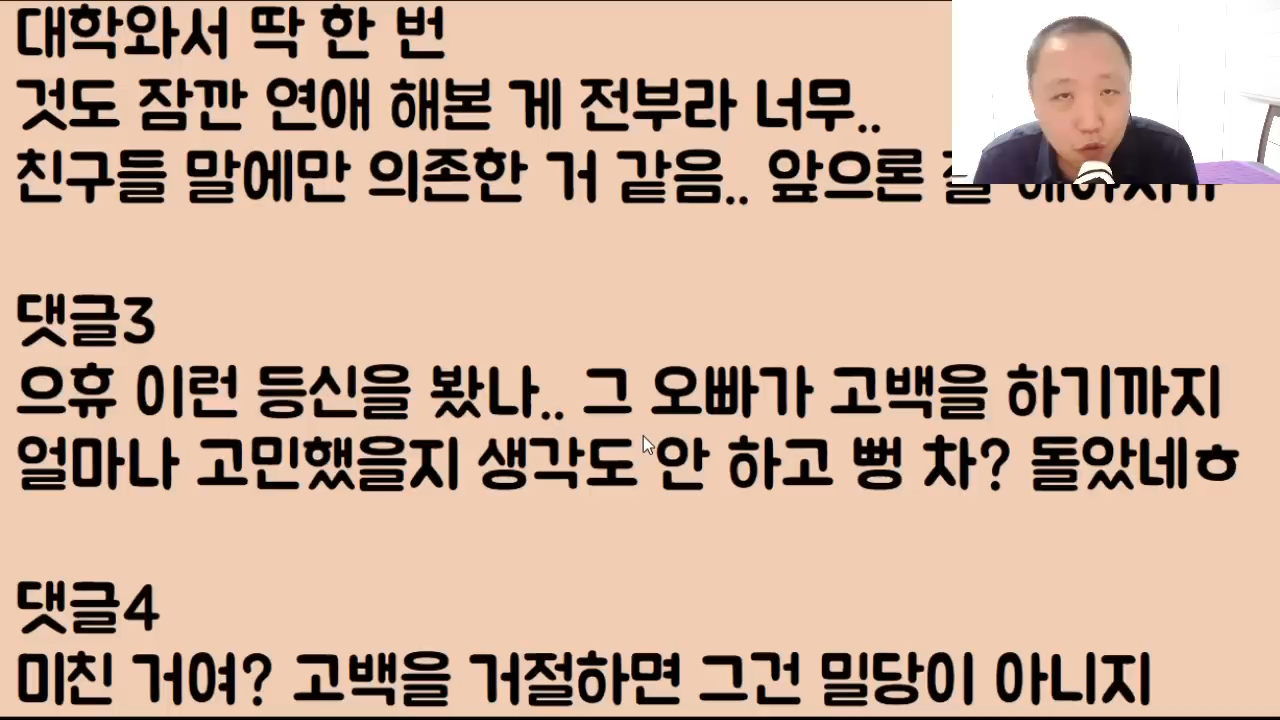 대학와서 딱 한 번
것도 잠깐 연애 해본 게 전부라 너무..
친구들 말에만 의존한 거 같음.. 앞으론
댓글3
으휴 이런 등신을 봤나.. 그 오빠가 고백을 하기까지
얼마나 고민했을지 생각도 안 하고 뻥 차? 돌았네ㅎ
댓글4
미친 거여? 고백을 거절하면 그건 밀당이 아니지